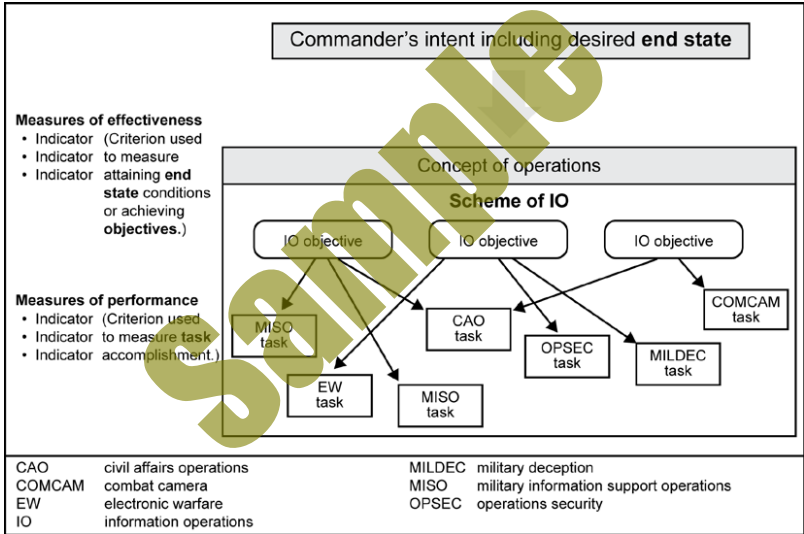 Commander's intent including desired end state
Measures of effectiveness
• Indicator (Criterion used
• Indicator to measure
• Indicator attaining end
state conditions
or achieving
objectives.)
Concept of operations
Scheme of IO
IO objective
IO objective
IO objective
Measures of performance
• Indicator (Criterion used
• Indicator to measure task
• Indicator accomplishment.)
MISO
task
CAO
task
COMCAM
task
OPSEC
task
MILDEC
task
EW
task
MISO
task
Sample
CAO civil affairs operations
COMCAM combat camera
EW electronic warfare
IO information operations
MILDEC military deception
MISO military information support operations
OPSEC operations security